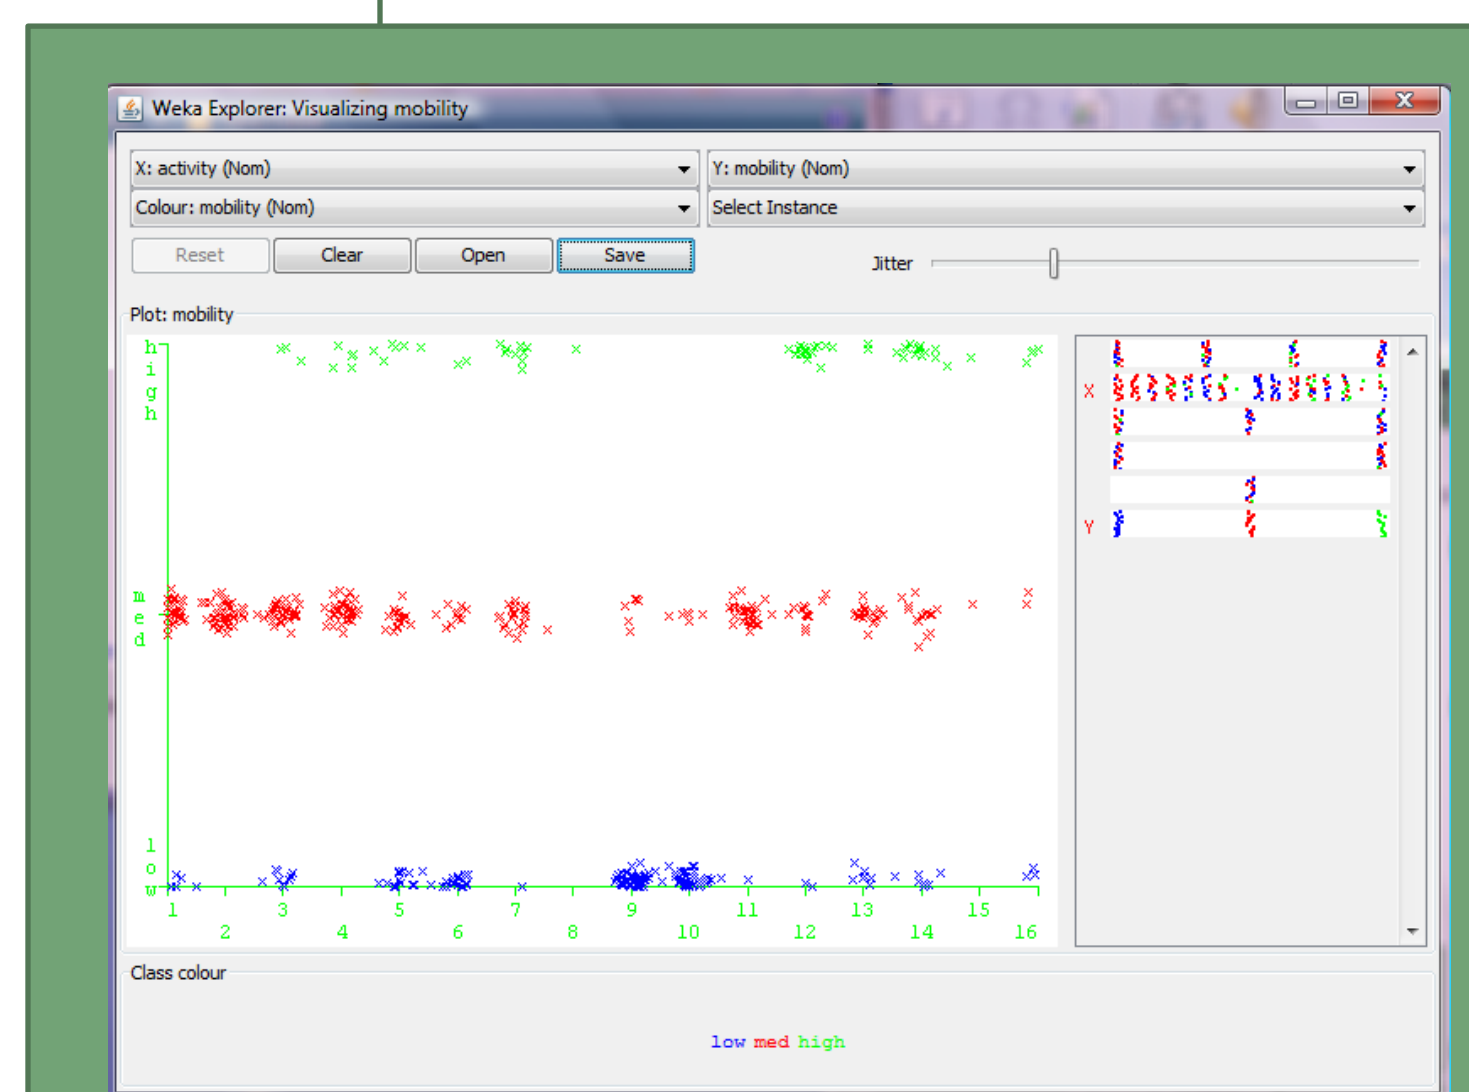 Weka Explorer: Visualizing mobility
X: activity (Nom)
Y: mobility (Nom)
Colour: mobility (Nom)
Select Instance
Reset
Clear
Open
Save
Jitter
Plot: mobility
high
med
low
1
3
5
7
9
11
13
15
2
4
6
8
10
12
14
16
X
Y
Class colour
low med high